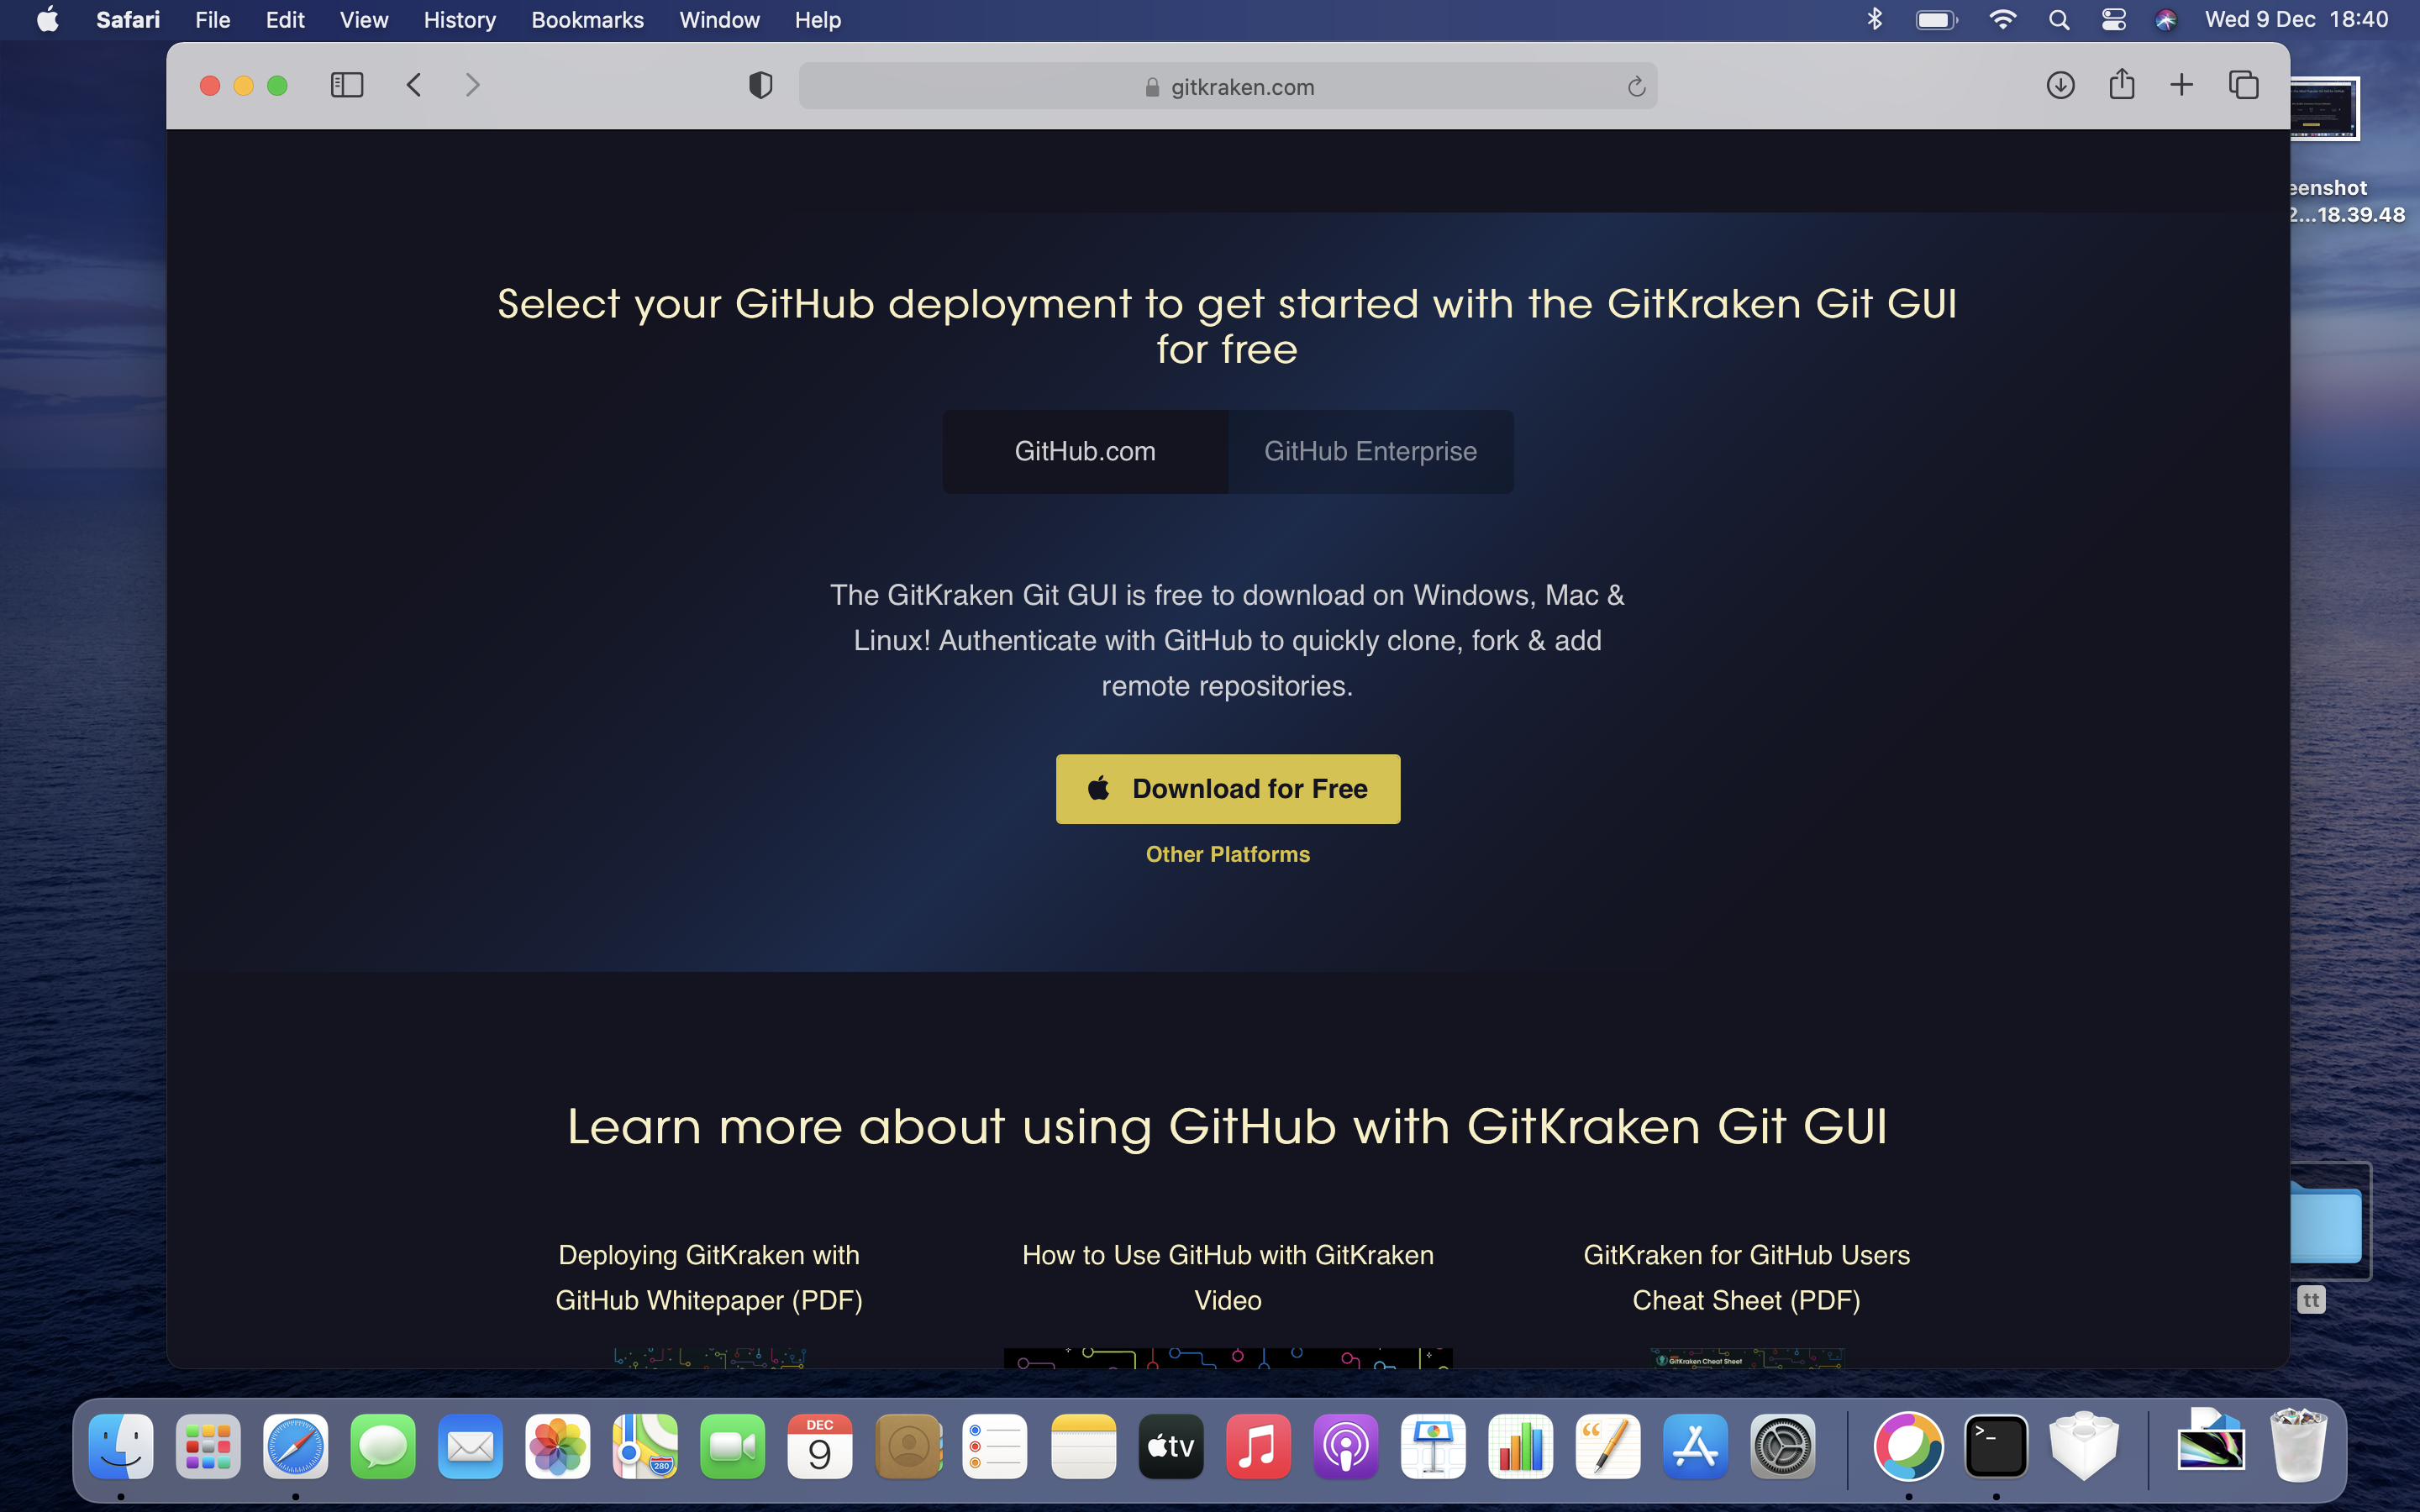 Safari File Edit View History Bookmarks Window Help Wed 9 Dec 18:40
gitkraken.com
eenshot
2...18.39.48
Select your GitHub deployment to get started with the GitKraken Git GUI
for free
GitHub.com GitHub Enterprise
The GitKraken Git GUI is free to download on Windows, Mac &
Linux! Authenticate with GitHub to quickly clone, fork & add
remote repositories.
Download for Free
Other Platforms
Learn more about using GitHub with GitKraken Git GUI
Deploying GitKraken with
GitHub Whitepaper (PDF)
How to Use GitHub with GitKraken
Video
GitKraken for GitHub Users
Cheat Sheet (PDF)
tt
GitKraken Cheat Sheet
280
DEC
9
tv
>_